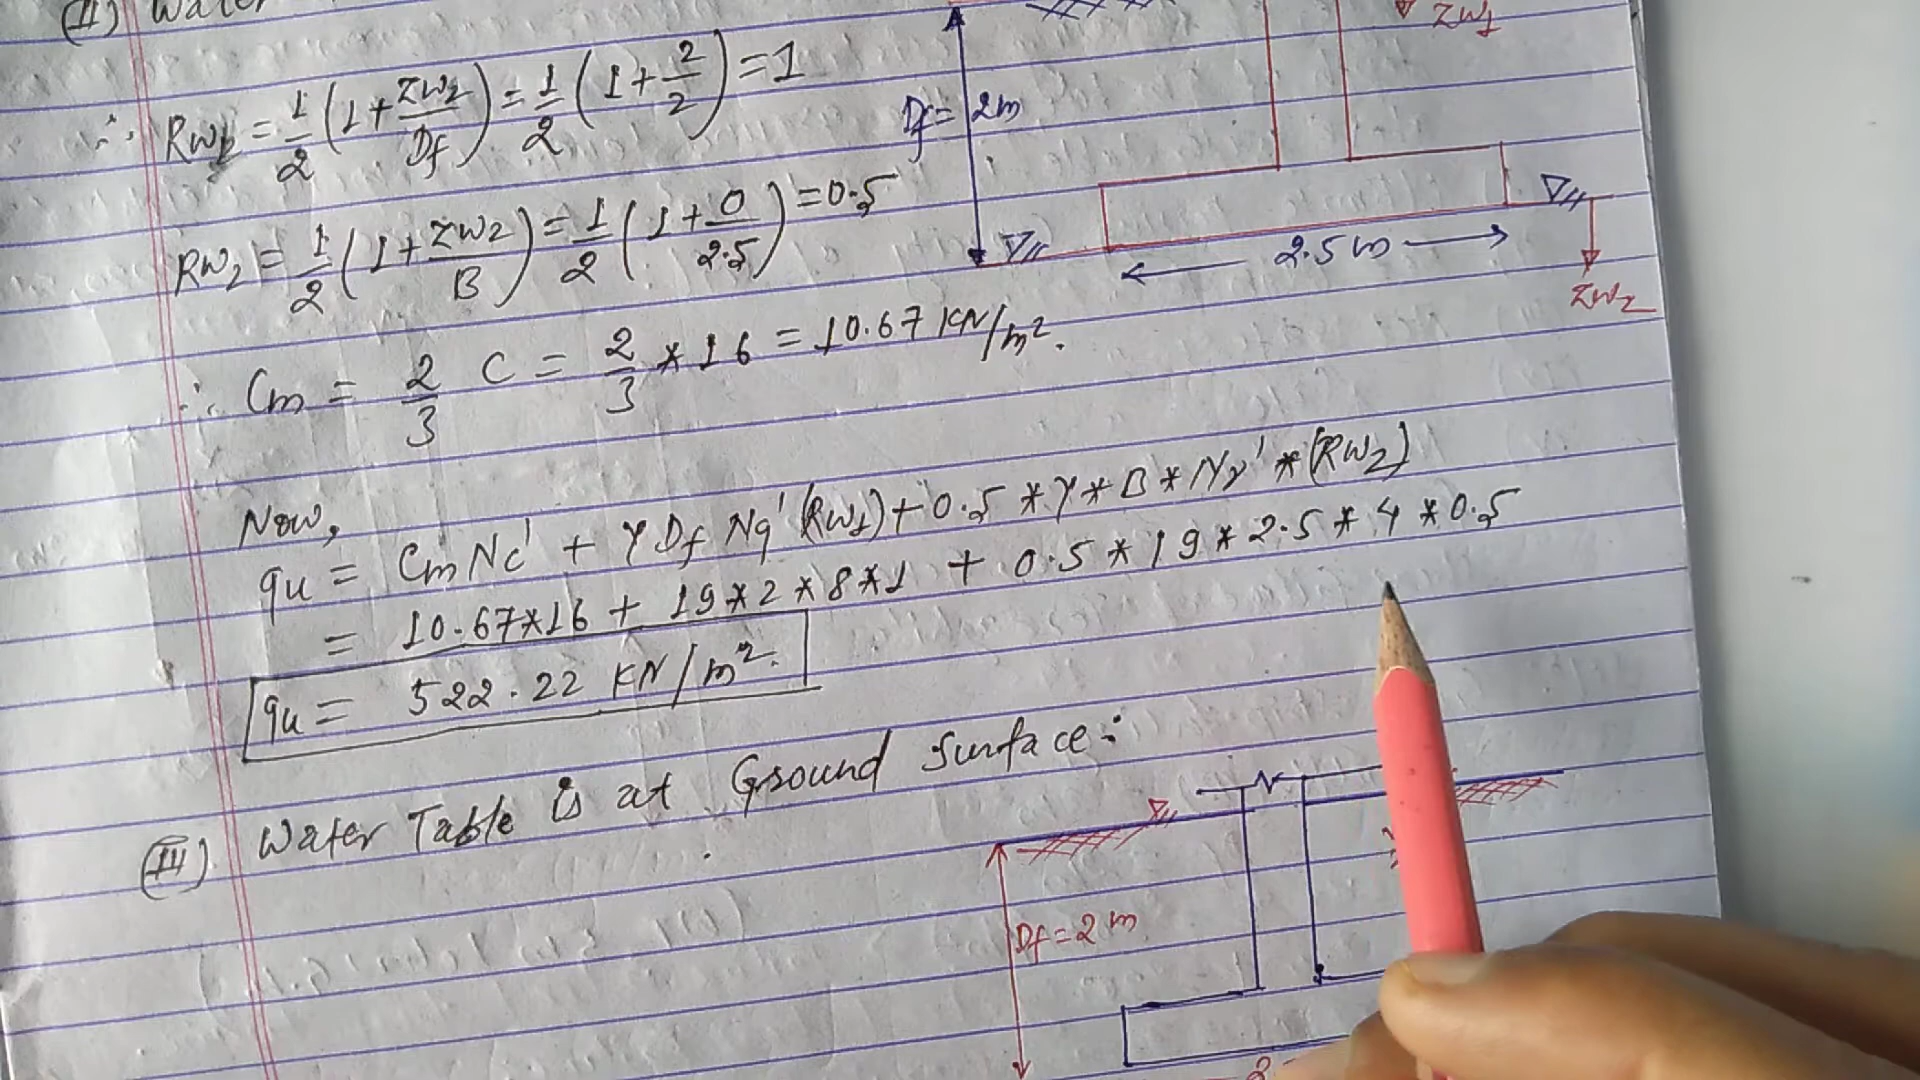 (II) Water
∴ Rw1 = 1/2 (1 + Zw1/Df) = 1/2 (1 + 2/2) = 1
Rw2 = 1/2 (1 + Zw2/B) = 1/2 (1 + 0/2.5) = 0.5
∴ Cm = 2/3 C = 2/3 * 16 = 10.67 KN/m².
Zw1
Df = 2m
2.5 m
Zw2
Now,
qu = CmNc' + γ Df Nq' (Rw1) + 0.5 * γ * B * Nγ' * (Rw2)
= 10.67*16 + 19*2*8*1 + 0.5 * 19 * 2.5 * 4 * 0.5
qu = 522.22 KN/m².
(III). Water Table is at Ground Surface:
Df = 2 m